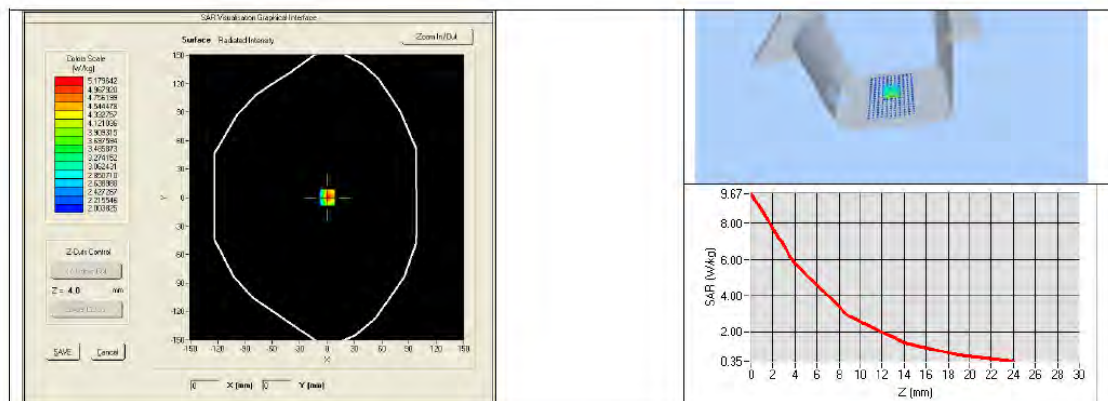 SAR Visualisation Graphical Interface
Surface Radiated Intensity
Zoom In/Out
Colors Scale
(W/kg)
5.179642
4.967920
4.756199
4.544478
4.332757
4.121036
3.909315
3.697594
3.485873
3.274152
3.062431
2.850710
2.638988
2.427267
2.215546
2.003825
150
120
90
60
30
0
-30
-60
-90
-120
-150
Y
-150 -120 -90 -60 -30 0 30 60 90 120 150
X
Z-Cuts Control
Z = 4.0 mm
SAVE Cancel
0 X (mm) 0 Y (mm)
9.67
8.00
6.00
4.00
2.00
0.35
SAR (W/kg)
0 2 4 6 8 10 12 14 16 18 20 22 24 26 28 30
Z (mm)